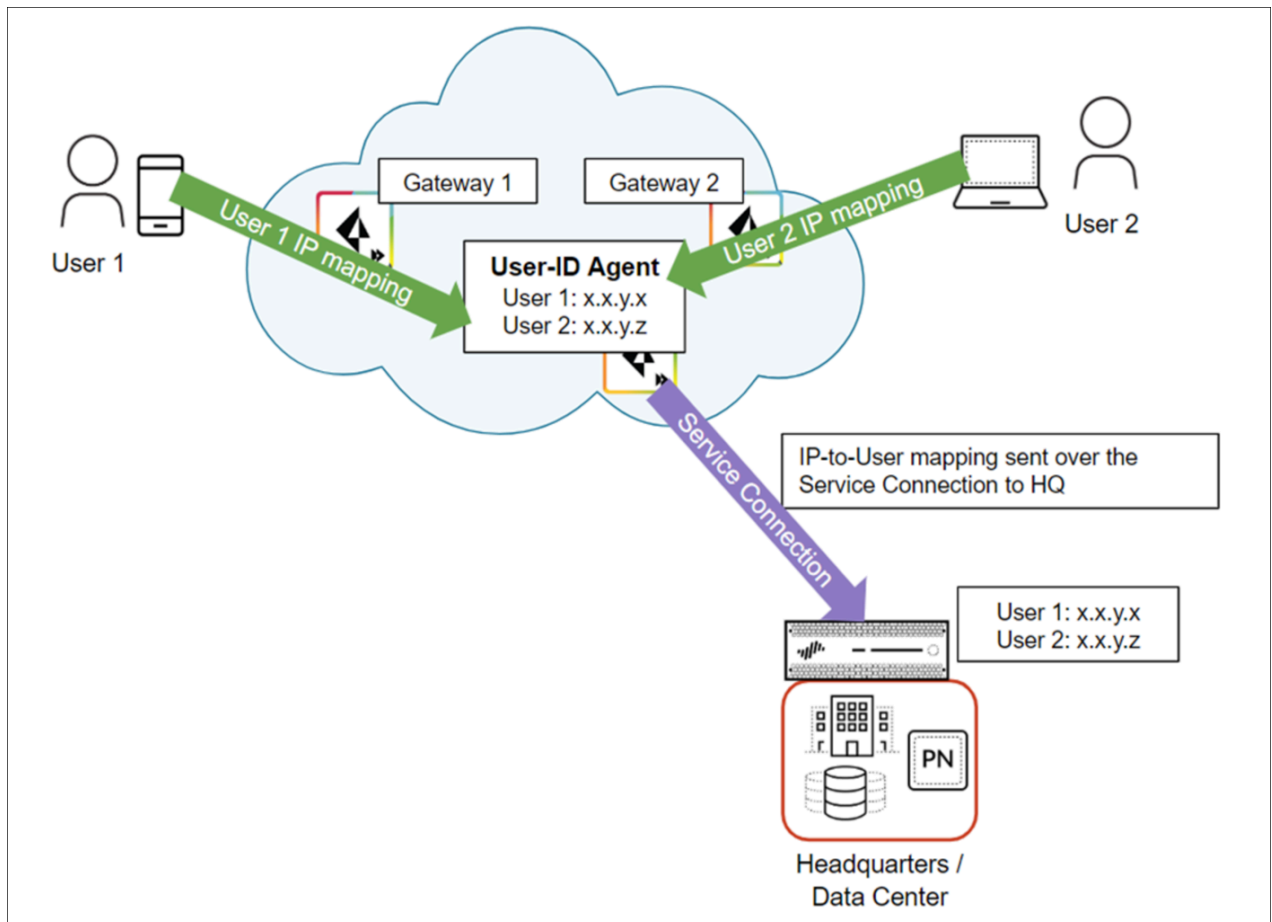 Gateway 1
Gateway 2
User 1 IP mapping
User 2 IP mapping
User 1
User 2
User-ID Agent
User 1: x.x.y.x
User 2: x.x.y.z
Service Connection
IP-to-User mapping sent over the
Service Connection to HQ
User 1: x.x.y.x
User 2: x.x.y.z
PN
Headquarters /
Data Center